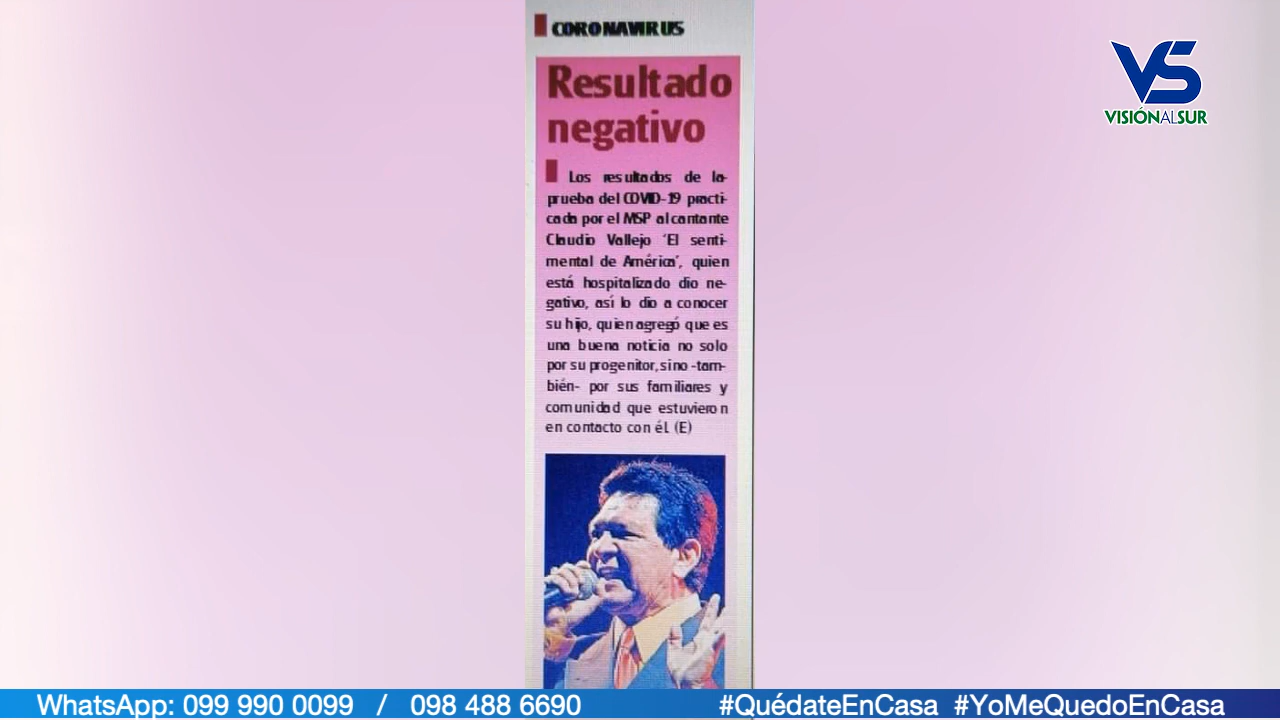 CORONAVIRUS
VS
VISIÓN AL SUR
Resultado
negativo
Los resultados de la
prueba del COVID-19 practi-
cada por el MSP al cantante
Claudio Vallejo 'El senti-
mental de América', quien
está hospitalizado dio ne-
gativo, así lo dio a conocer
su hijo, quien agregó que es
una buena noticia no solo
por su progenitor, sino -tam-
bién- por sus familiares y
comunidad que estuvieron
en contacto con él. (E)
WhatsApp: 099 990 0099 / 098 488 6690 #QuédateEnCasa #YoMeQuedoEnCasa